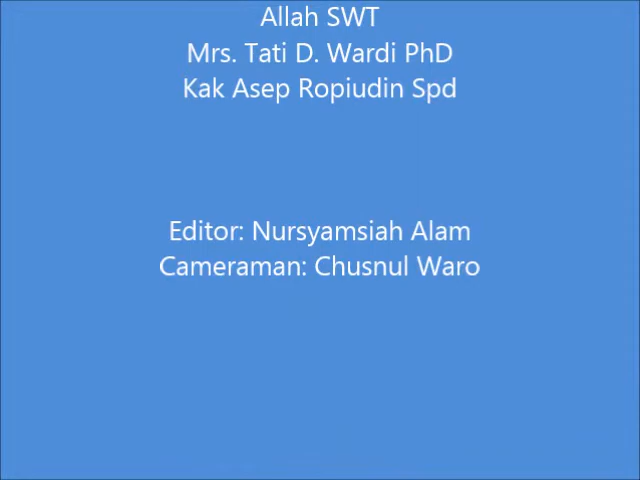 Allah SWT
Mrs. Tati D. Wardi PhD
Kak Asep Ropiudin Spd
Editor: Nursyamsiah Alam
Cameraman: Chusnul Waro